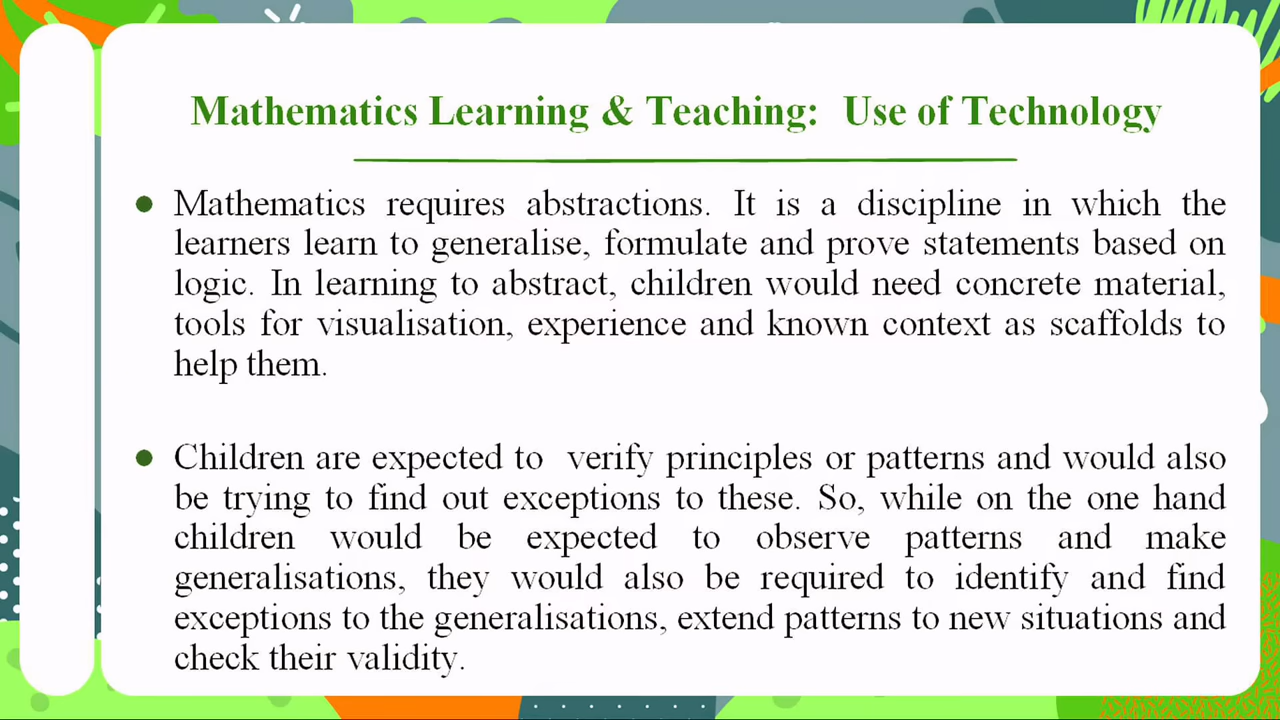 Mathematics Learning & Teaching: Use of Technology
● Mathematics requires abstractions. It is a discipline in which the
learners learn to generalise, formulate and prove statements based on
logic. In learning to abstract, children would need concrete material,
tools for visualisation, experience and known context as scaffolds to
help them.
● Children are expected to verify principles or patterns and would also
be trying to find out exceptions to these. So, while on the one hand
children would be expected to observe patterns and make
generalisations, they would also be required to identify and find
exceptions to the generalisations, extend patterns to new situations and
check their validity.